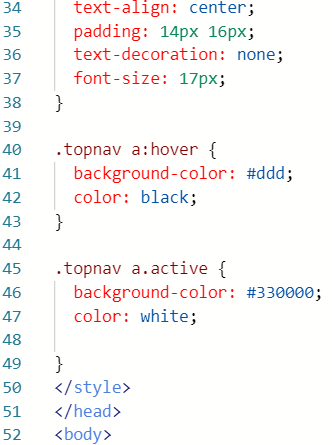 34 text-align: center;
35 padding: 14px 16px;
36 text-decoration: none;
37 font-size: 17px;
38 }
39
40 .topnav a:hover {
41 background-color: #ddd;
42 color: black;
43 }
44
45 .topnav a.active {
46 background-color: #330000;
47 color: white;
48
49 }
50 </style>
51 </head>
52 <body>